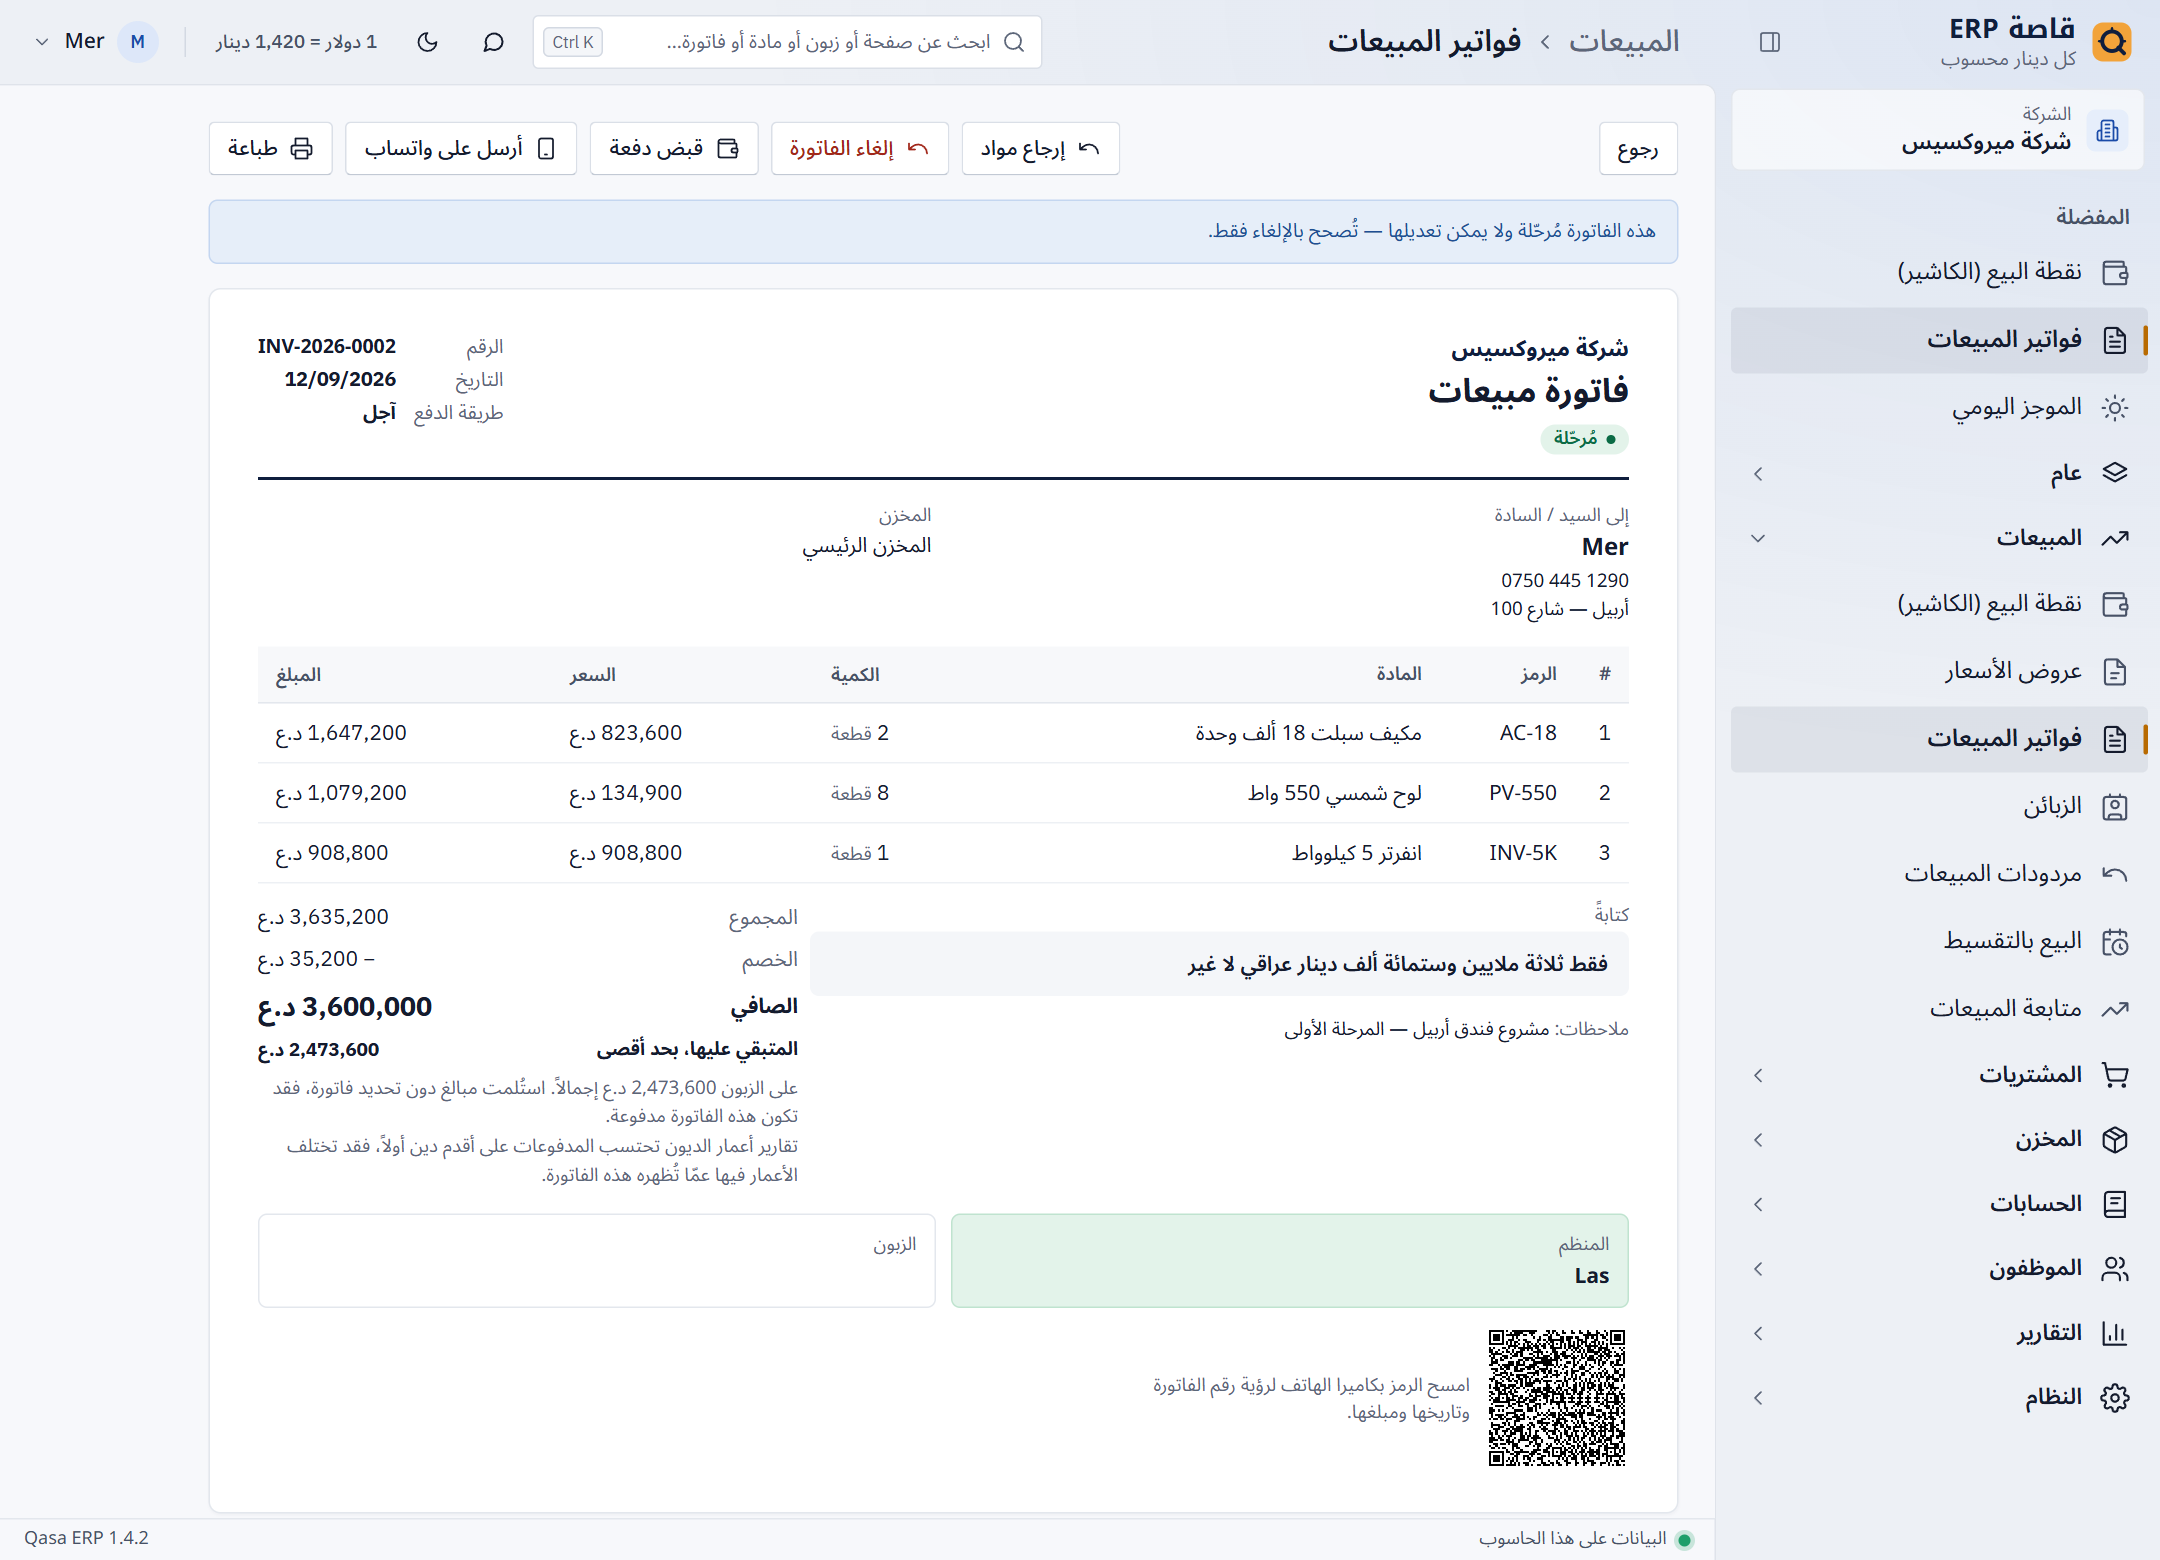 قاصة ERP
كل دينار محسوب
المبيعات
فواتير المبيعات
ابحث عن صفحة أو زبون أو مادة أو فاتورة...
Ctrl K
1 دولار = 1,420 دينار
M
Mer
الشركة
شركة ميروكسيس
المفضلة
نقطة البيع (الكاشير)
فواتير المبيعات
الموجز اليومي
عام
المبيعات
نقطة البيع (الكاشير)
عروض الأسعار
فواتير المبيعات
الزبائن
مردودات المبيعات
البيع بالتقسيط
متابعة المبيعات
المشتريات
المخزن
الحسابات
الموظفون
التقارير
النظام
رجوع
إرجاع مواد
إلغاء الفاتورة
قبض دفعة
أرسل على واتساب
طباعة
هذه الفاتورة مُرحّلة ولا يمكن تعديلها — تُصحح بالإلغاء فقط.
شركة ميروكسيس
فاتورة مبيعات
مُرحّلة
الرقم INV-2026-0002
التاريخ 12/09/2026
طريقة الدفع آجل
إلى السيد / السادة
Mer
0750 445 1290
أربيل — شارع 100
المخزن
المخزن الرئيسي
# الرمز المادة الكمية السعر المبلغ
1 AC-18 مكيف سبلت 18 ألف وحدة 2 قطعة 823,600 د.ع 1,647,200 د.ع
2 PV-550 لوح شمسي 550 واط 8 قطعة 134,900 د.ع 1,079,200 د.ع
3 INV-5K انفرتر 5 كيلوواط 1 قطعة 908,800 د.ع 908,800 د.ع
كتابةً
فقط ثلاثة ملايين وستمائة ألف دينار عراقي لا غير
ملاحظات: مشروع فندق أربيل — المرحلة الأولى
المجموع 3,635,200 د.ع
الخصم − 35,200 د.ع
الصافي 3,600,000 د.ع
المتبقي عليها، بحد أقصى 2,473,600 د.ع
على الزبون 2,473,600 د.ع إجمالاً. استُلمت مبالغ دون تحديد فاتورة، فقد
تكون هذه الفاتورة مدفوعة.
تقارير أعمار الديون تحتسب المدفوعات على أقدم دين أولاً، فقد تختلف
الأعمار فيها عمّا تُظهره هذه الفاتورة.
المنظم
Las
الزبون
امسح الرمز بكاميرا الهاتف لرؤية رقم الفاتورة
وتاريخها ومبلغها.
البيانات على هذا الحاسوب
Qasa ERP 1.4.2